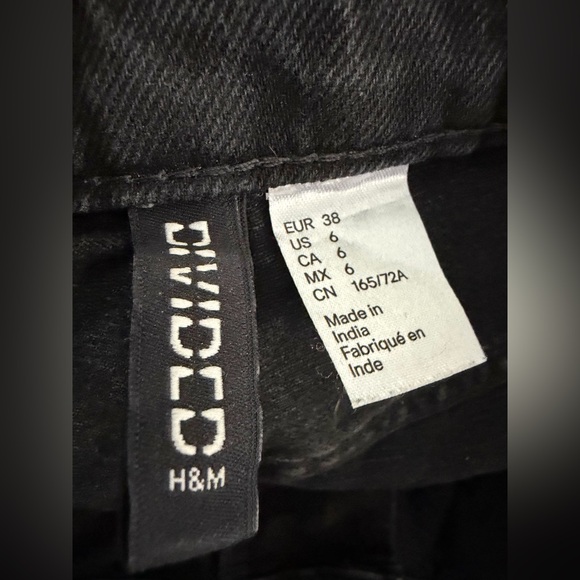 DIVIDED
H&M
EUR 38
US 6
CA 6
MX 6
CN 165/72A
Made in
India
Fabriqué en
Inde